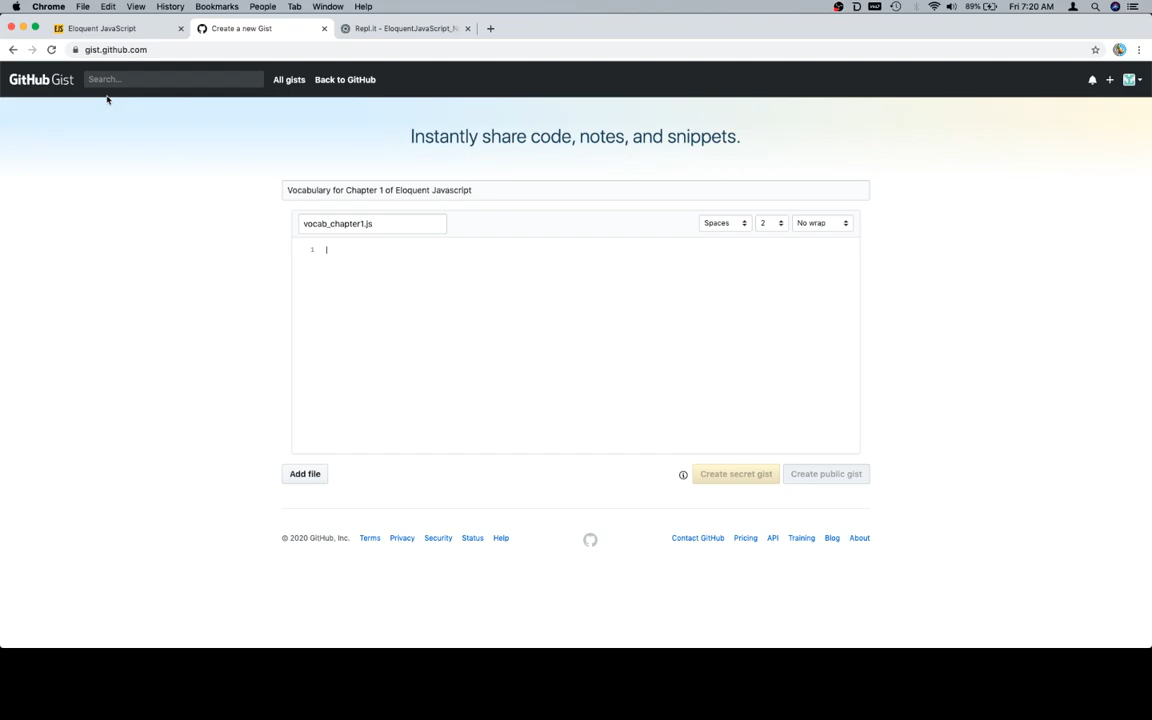 Chrome File Edit View History Bookmarks People Tab Window Help 89% Fri 7:20 AM
Eloquent JavaScript Create a new Gist Repl.it - EloquentJavaScript_N
gist.github.com
GitHub Gist Search... All gists Back to GitHub
Instantly share code, notes, and snippets.
Vocabulary for Chapter 1 of Eloquent Javascript
vocab_chapter1.js Spaces 2 No wrap
1
Add file Create secret gist Create public gist
© 2020 GitHub, Inc. Terms Privacy Security Status Help Contact GitHub Pricing API Training Blog About